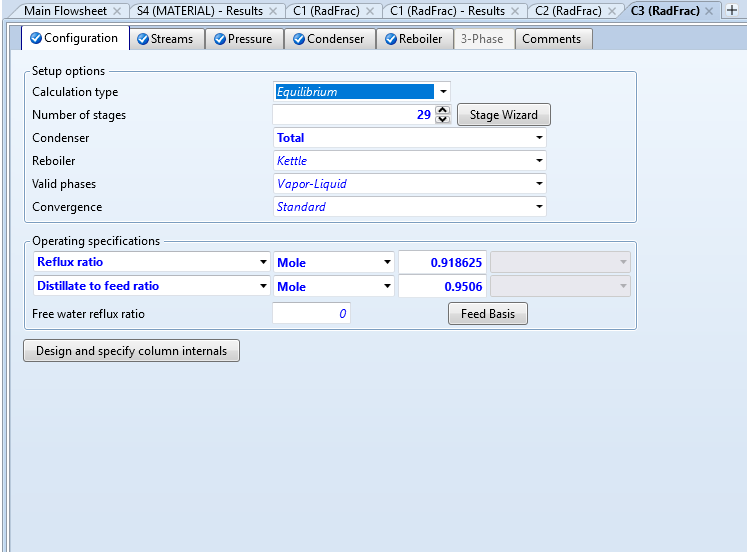 Main Flowsheet S4 (MATERIAL) - Results C1 (RadFrac) C1 (RadFrac) - Results C2 (RadFrac) C3 (RadFrac)
Configuration Streams Pressure Condenser Reboiler 3-Phase Comments
Setup options
Calculation type Equilibrium
Number of stages 29 Stage Wizard
Condenser Total
Reboiler Kettle
Valid phases Vapor-Liquid
Convergence Standard
Operating specifications
Reflux ratio Mole 0.918625
Distillate to feed ratio Mole 0.9506
Free water reflux ratio 0 Feed Basis
Design and specify column internals